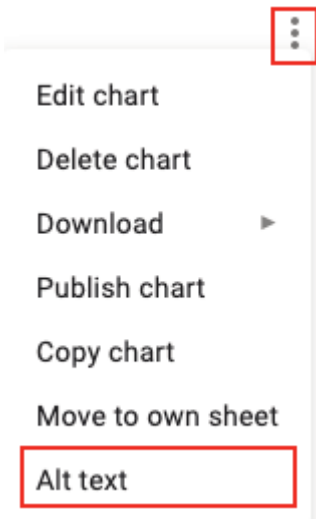 Edit chart
Delete chart
Download
Publish chart
Copy chart
Move to own sheet
Alt text